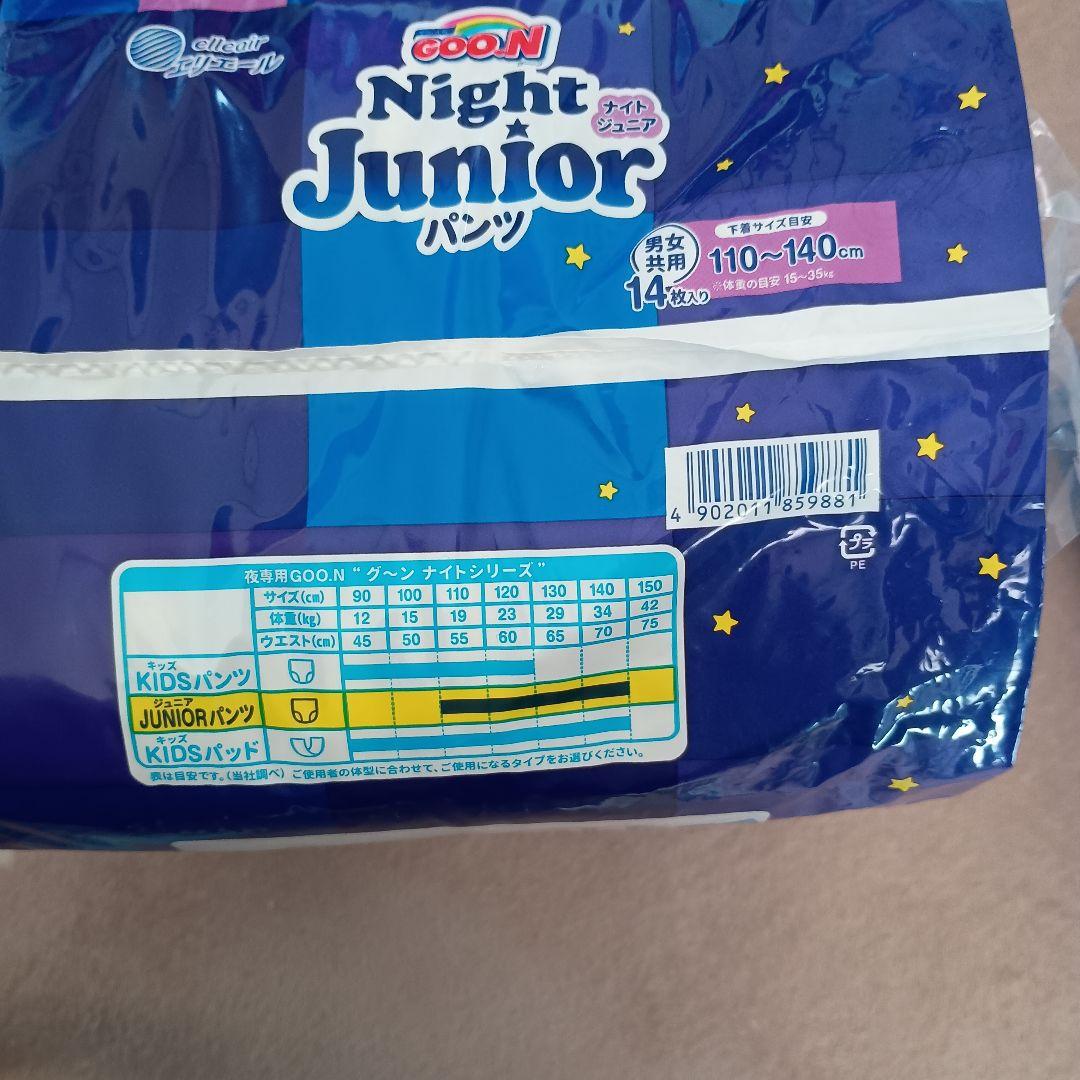 elleair
エリエール
GOO.N
Night
ナイト
ジュニア
Junior
パンツ
男女
共用
14枚入り
下着サイズ目安
110〜140cm
※体重の目安 15〜35kg
4 902011 859881
プラ
PE
夜専用GOO.N “ グ〜ン ナイトシリーズ ”
サイズ(cm) 90 100 110 120 130 140 150
体重(kg) 12 15 19 23 29 34 42
ウエスト(cm) 45 50 55 60 65 70 75
キッズ
KIDSパンツ
ジュニア
JUNIORパンツ
キッズ
KIDSパッド
表は目安です。(当社調べ) ご使用者の体型に合わせて、ご使用になるタイプをお選びください。